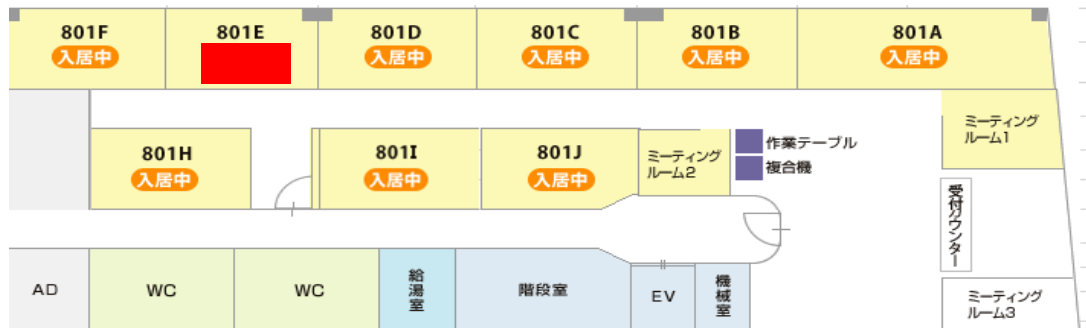 801F
入居中
801E
801D
入居中
801C
入居中
801B
入居中
801A
入居中
801H
入居中
801I
入居中
801J
入居中
ミーティング
ルーム2
作業テーブル
複合機
ミーティング
ルーム1
受付カウンター
AD
WC
WC
給湯室
階段室
EV
機械室
ミーティング
ルーム3